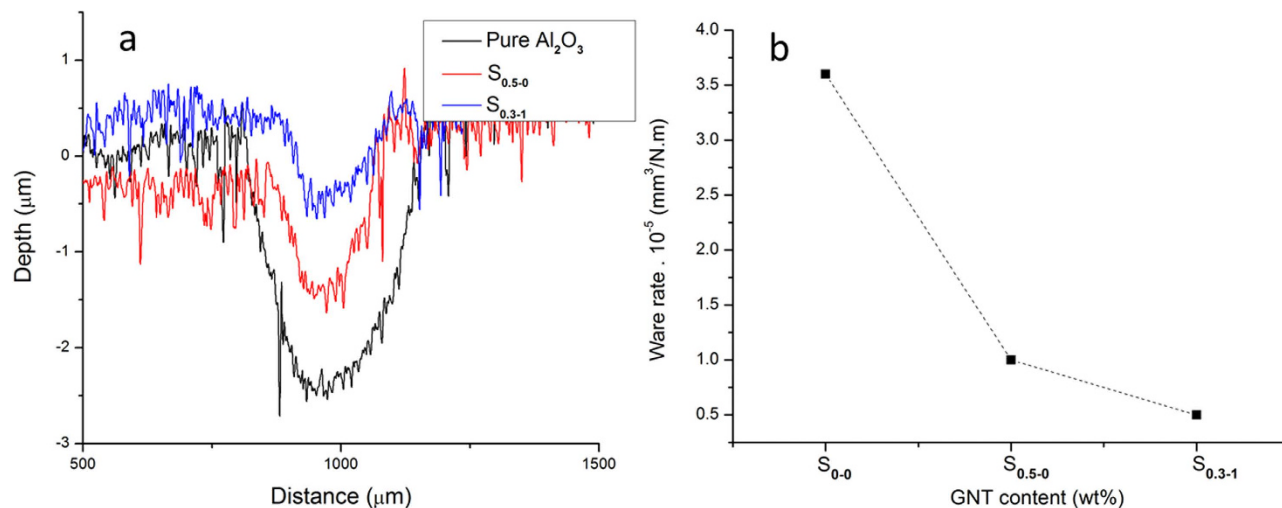 a
Pure Al₂O₃
S₀.₅₋₀
S₀.₃₋₁
1
0
-1
-2
-3
Depth (μm)
500
1000
1500
Distance (μm)
b
4.0
3.5
3.0
2.5
2.0
1.5
1.0
0.5
Ware rate . 10⁻⁵ (mm³/N.m)
S₀₋₀
S₀.₅₋₀
S₀.₃₋₁
GNT content (wt%)